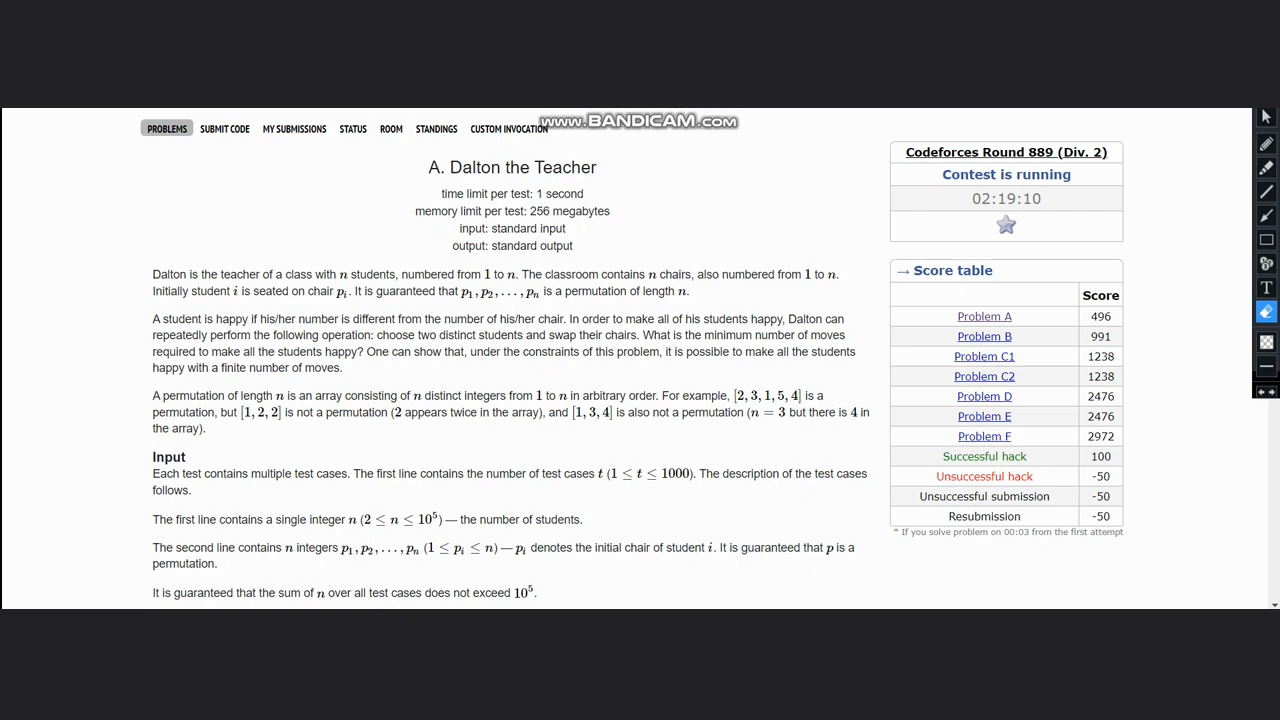 www.BANDICAM.com
PROBLEMS SUBMIT CODE MY SUBMISSIONS STATUS ROOM STANDINGS CUSTOM INVOCATION
A. Dalton the Teacher
time limit per test: 1 second
memory limit per test: 256 megabytes
input: standard input
output: standard output
Dalton is the teacher of a class with n students, numbered from 1 to n. The classroom contains n chairs, also numbered from 1 to n.
Initially student i is seated on chair p_i. It is guaranteed that p_1, p_2, . . . , p_n is a permutation of length n.
A student is happy if his/her number is different from the number of his/her chair. In order to make all of his students happy, Dalton can
repeatedly perform the following operation: choose two distinct students and swap their chairs. What is the minimum number of moves
required to make all the students happy? One can show that, under the constraints of this problem, it is possible to make all the students
happy with a finite number of moves.
A permutation of length n is an array consisting of n distinct integers from 1 to n in arbitrary order. For example, [2, 3, 1, 5, 4] is a
permutation, but [1, 2, 2] is not a permutation (2 appears twice in the array), and [1, 3, 4] is also not a permutation (n = 3 but there is 4 in
the array).
Input
Each test contains multiple test cases. The first line contains the number of test cases t (1 ≤ t ≤ 1000). The description of the test cases
follows.
The first line contains a single integer n (2 ≤ n ≤ 10^5) — the number of students.
The second line contains n integers p_1, p_2, . . . , p_n (1 ≤ p_i ≤ n) — p_i denotes the initial chair of student i. It is guaranteed that p is a
permutation.
It is guaranteed that the sum of n over all test cases does not exceed 10^5.
Codeforces Round 889 (Div. 2)
Contest is running
02:19:10
→ Score table
Score
Problem A 496
Problem B 991
Problem C1 1238
Problem C2 1238
Problem D 2476
Problem E 2476
Problem F 2972
Successful hack 100
Unsuccessful hack -50
Unsuccessful submission -50
Resubmission -50
* If you solve problem on 00:03 from the first attempt
T